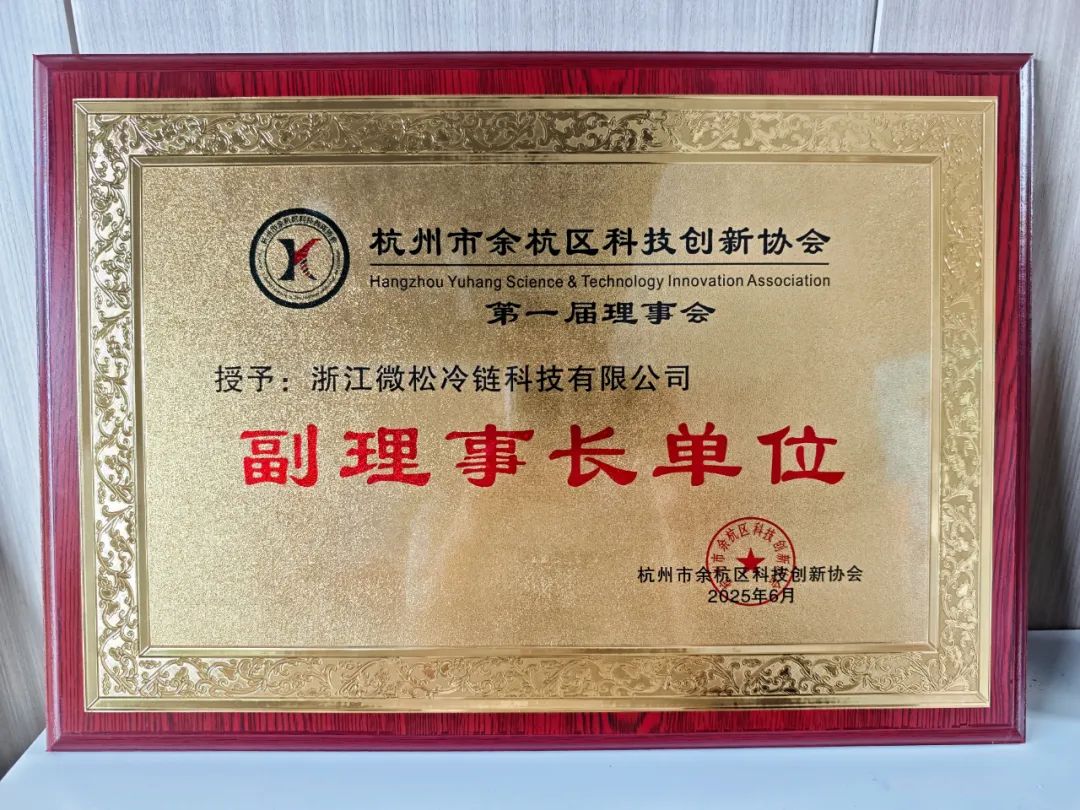 杭州市余杭区科技创新协会
Hangzhou Yuhang Science & Technology Innovation Association
第一届理事会
授予：浙江微松冷链科技有限公司
副理事长单位
杭州市余杭区科技创新协会
2025年6月